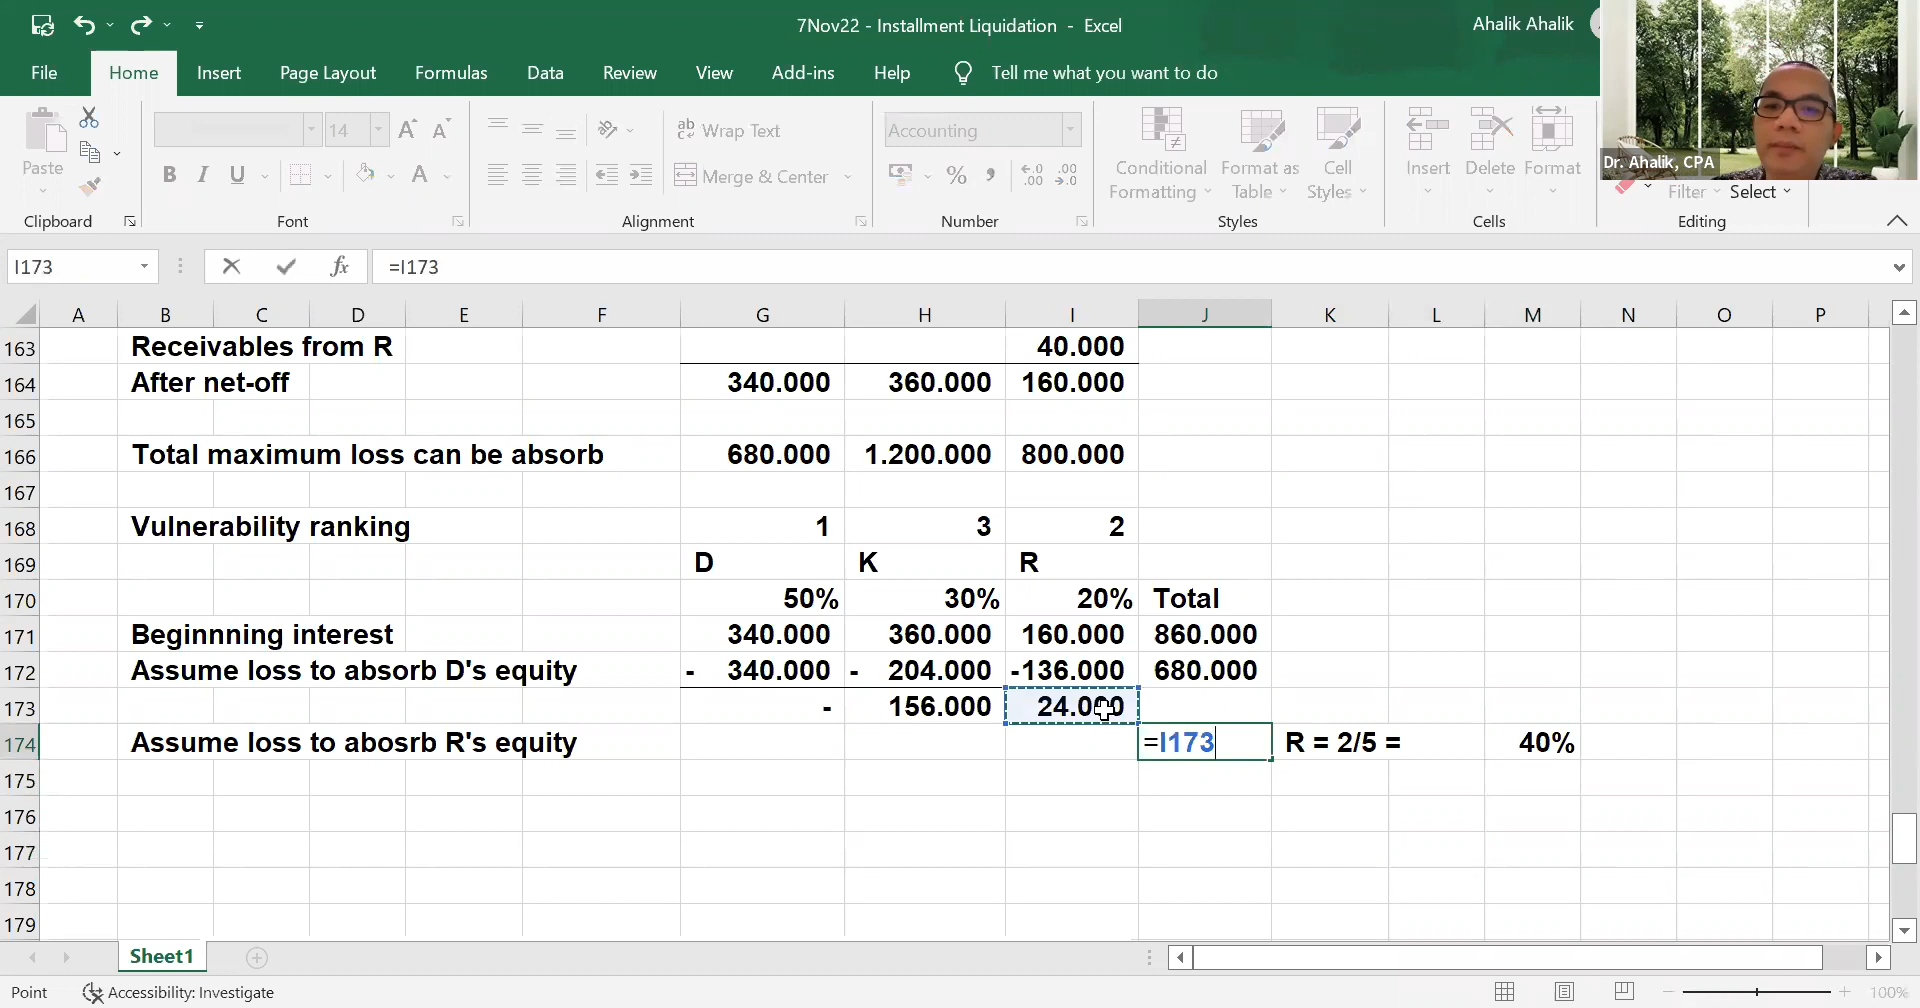 7Nov22 - Installment Liquidation - Excel
Ahalik Ahalik
File Home Insert Page Layout Formulas Data Review View Add-ins Help Tell me what you want to do
Paste
14
Wrap Text
Merge & Center
Accounting
Conditional Formatting
Format as Table
Cell Styles
Insert Delete Format
Filter Select
Dr. Ahalik, CPA
Clipboard Font Alignment Number Styles Cells Editing
I173 fx =I173
A B C D E F G H I J K L M N O P
163 Receivables from R 40.000
164 After net-off 340.000 360.000 160.000
165
166 Total maximum loss can be absorb 680.000 1.200.000 800.000
167
168 Vulnerability ranking 1 3 2
169 D K R
170 50% 30% 20% Total
171 Beginnning interest 340.000 360.000 160.000 860.000
172 Assume loss to absorb D's equity - 340.000 - 204.000 -136.000 680.000
173 - 156.000 24.000
174 Assume loss to abosrb R's equity =I173 R = 2/5 = 40%
175
176
177
178
179
Sheet1
Point Accessibility: Investigate 100%